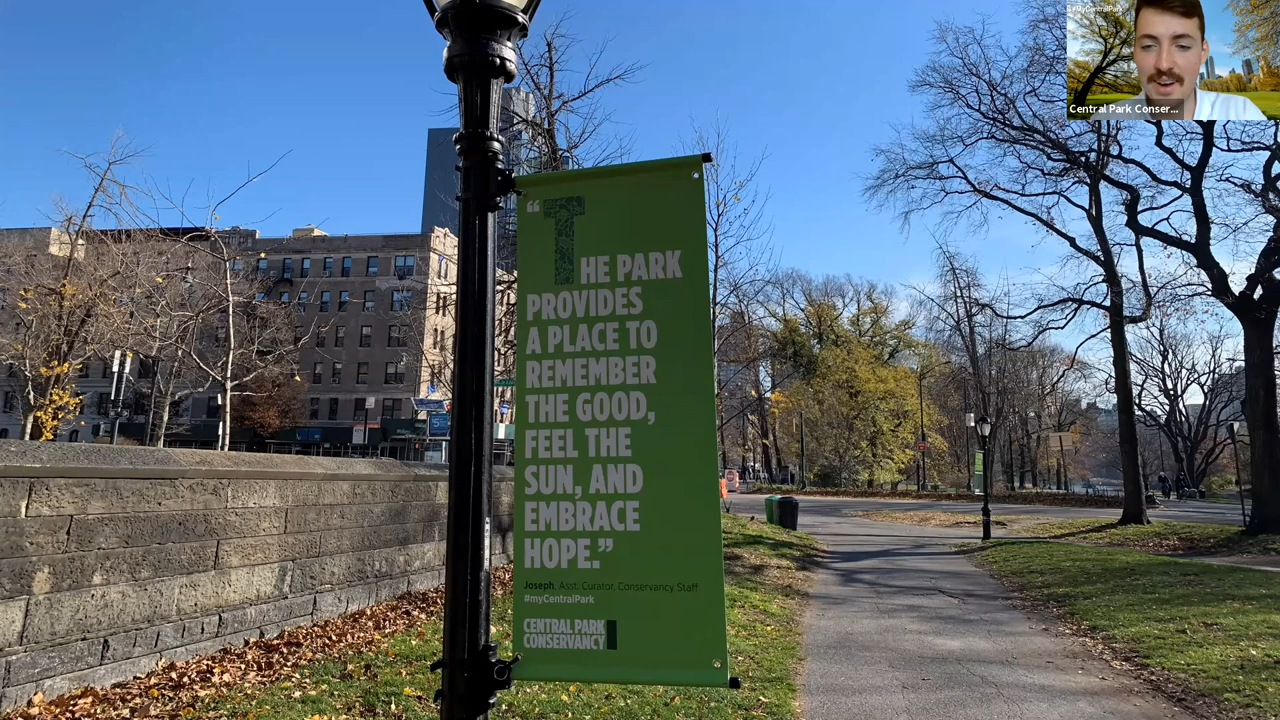 #MyCentralPark
Central Park Conser...
“THE PARK
PROVIDES
A PLACE TO
REMEMBER
THE GOOD,
FEEL THE
SUN, AND
EMBRACE
HOPE.”
Joseph, Asst. Curator, Conservancy Staff
#myCentralPark
CENTRAL PARK
CONSERVANCY